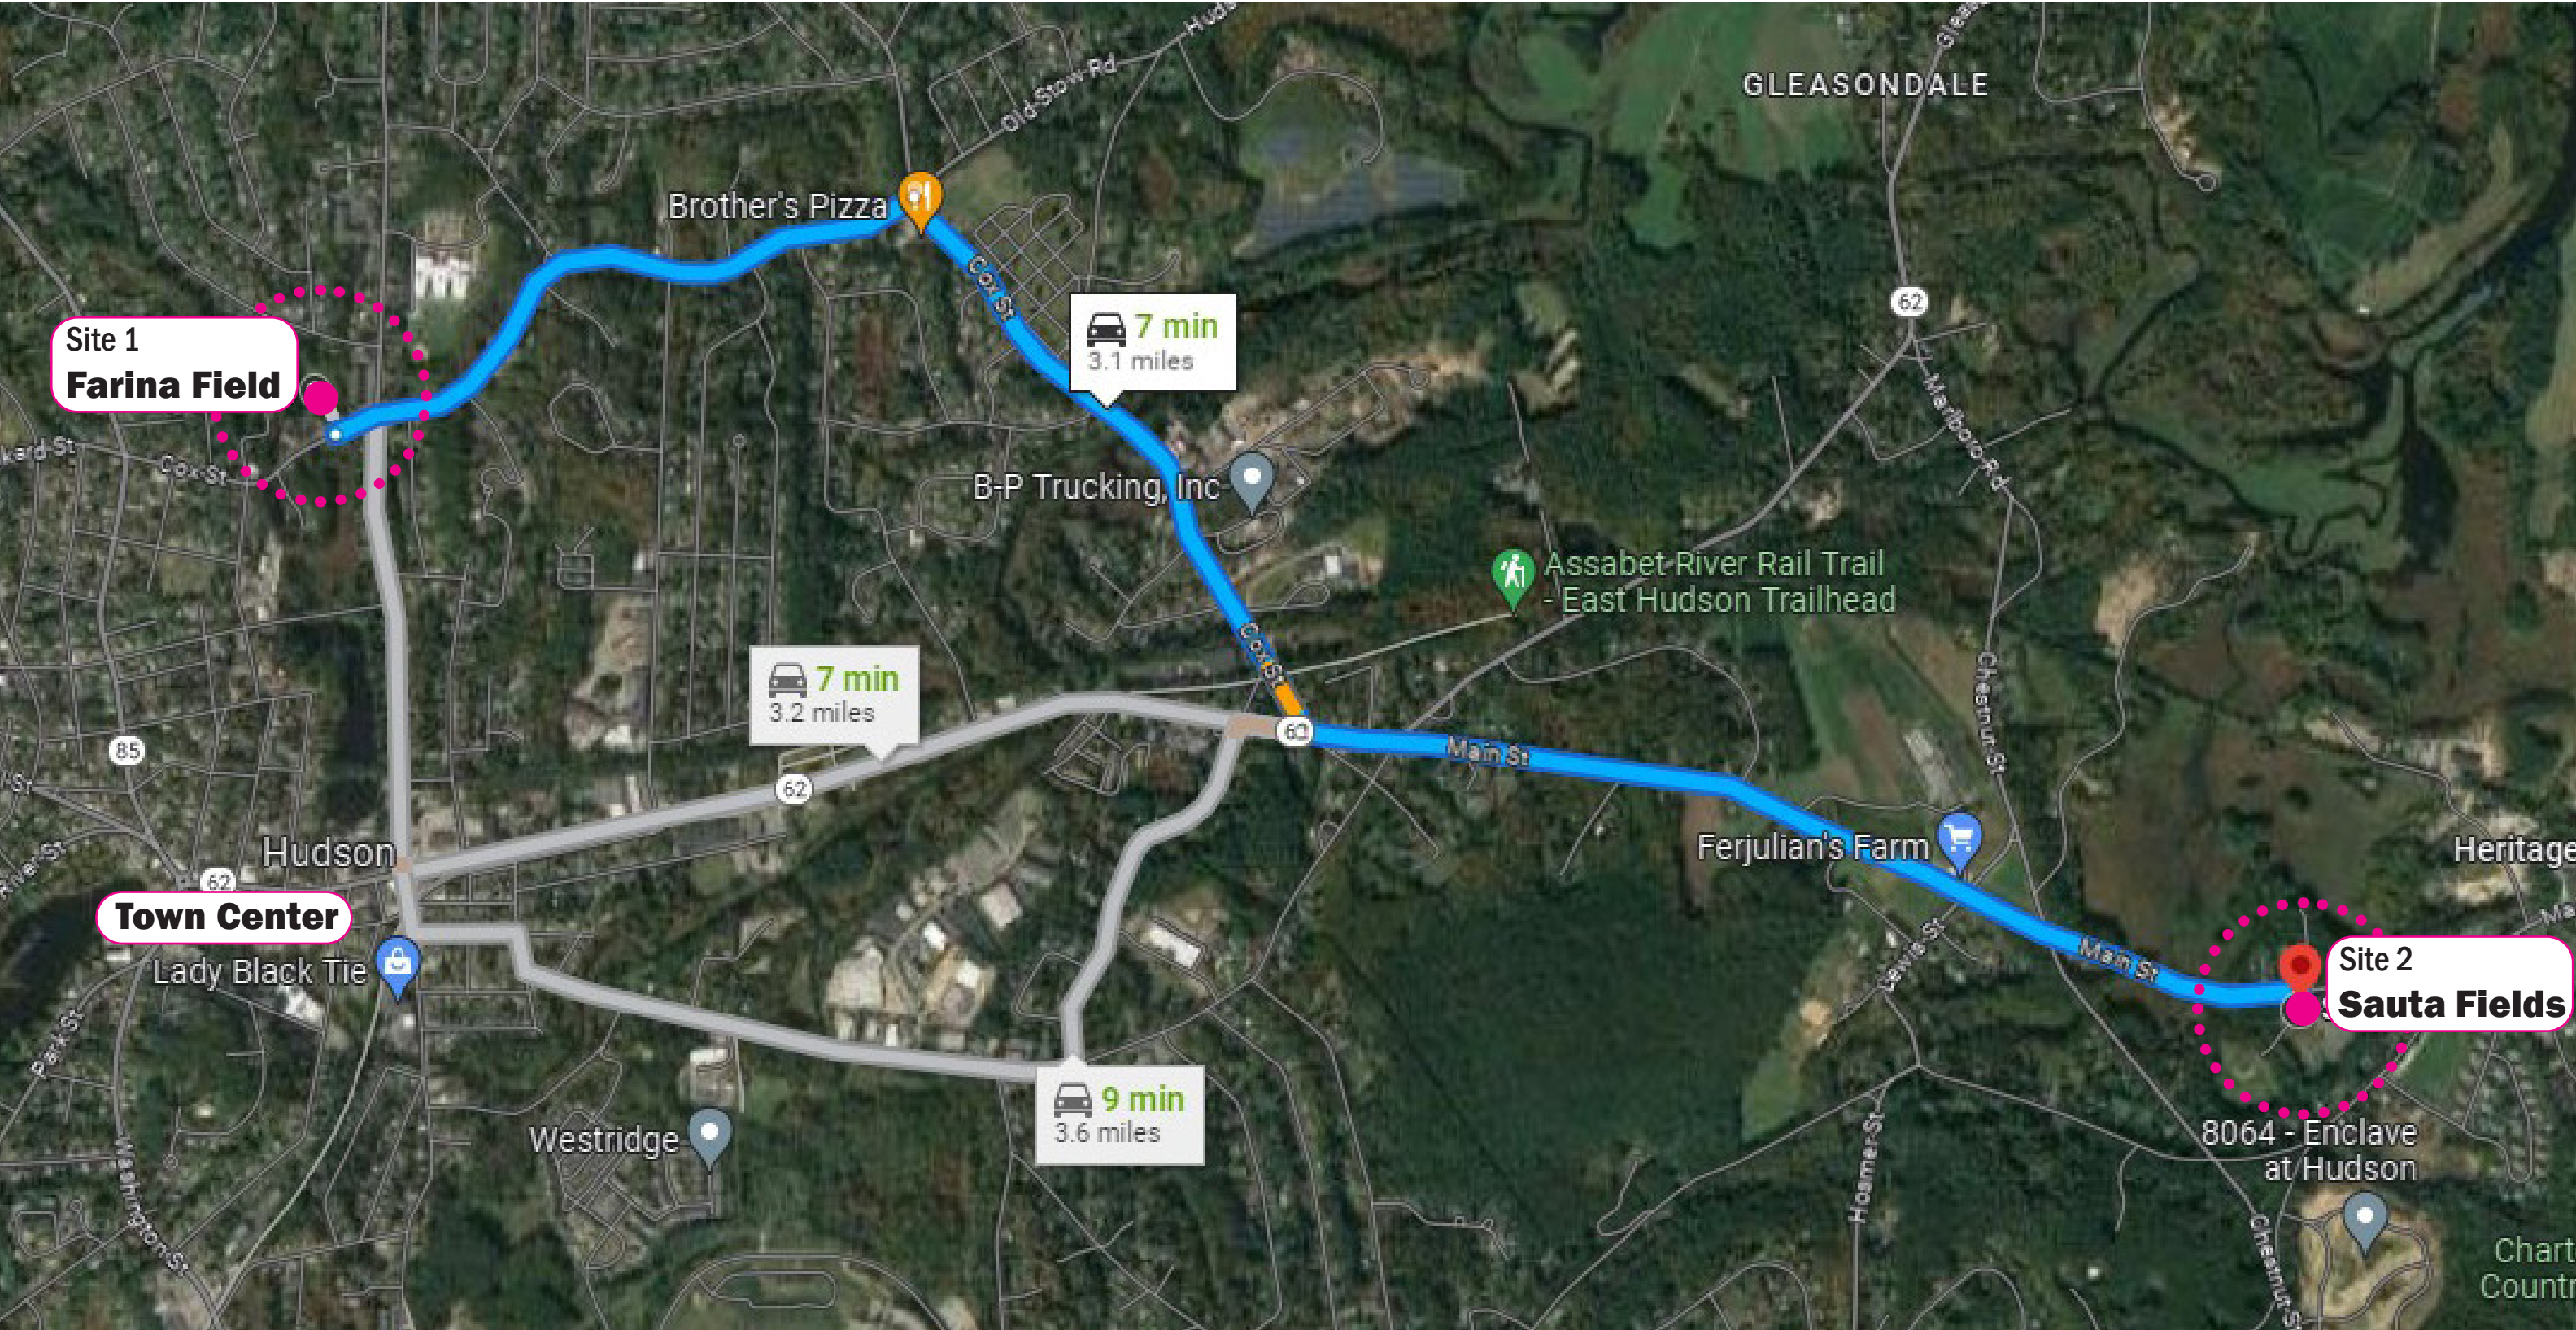 Old Stow Rd
GLEASONDALE
Brother's Pizza
Cox St
7 min
3.1 miles
62
Site 1
Farina Field
Marlboro Rd
Cox St
B-P Trucking, Inc
Assabet River Rail Trail
- East Hudson Trailhead
Cox St
7 min
3.2 miles
Chestnut St
85
62
62
Main St
Hudson
Ferjulian's Farm
Heritage
62
Town Center
Lady Black Tie
Lewis St
Main St
Site 2
Sauta Fields
Park St
9 min
3.6 miles
Westridge
8064 - Enclave
at Hudson
Washington St
Chestnut S
Chart
Countr